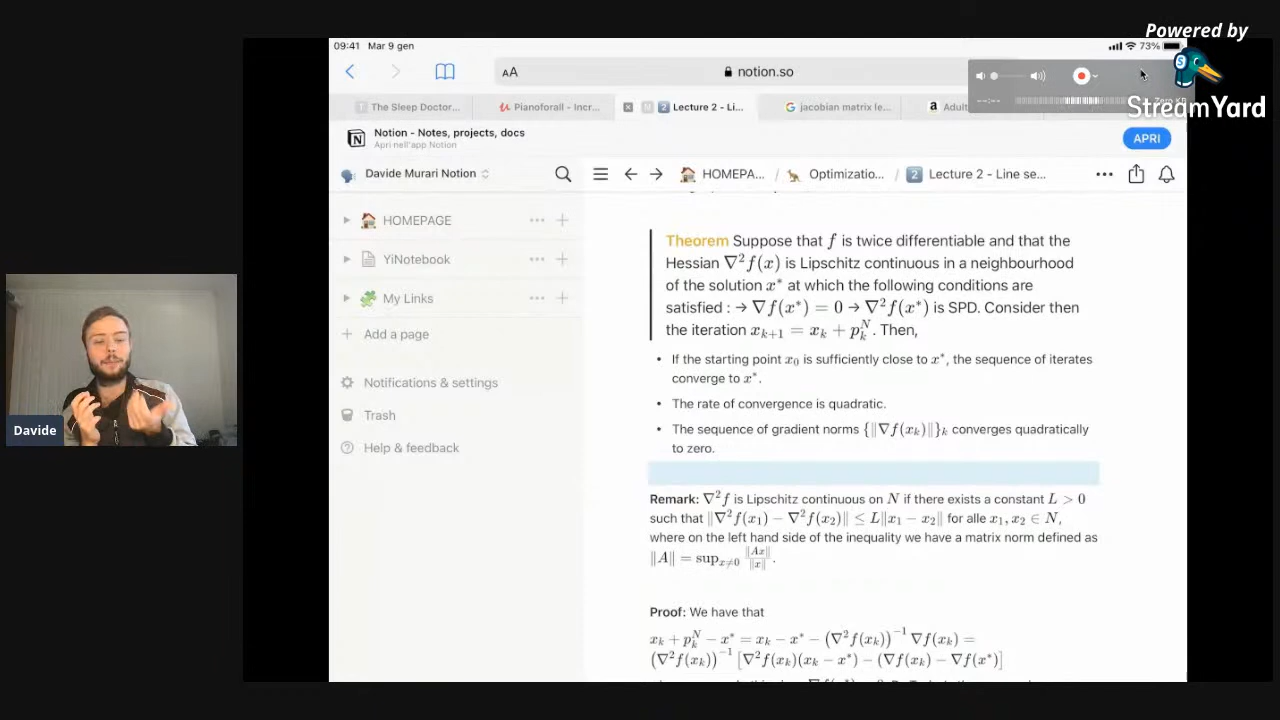 Powered by
StreamYard
09:41 Mar 9 gen
73%
AA
notion.so
The Sleep Doctor...
Pianoforall - Incr...
2 Lecture 2 - Li...
jacobian matrix le...
Adult
Notion - Notes, projects, docs
Apri nell'app Notion
APRI
Davide Murari Notion
HOMEPA... / Optimizatio... / 2 Lecture 2 - Line se...
HOMEPAGE
YiNotebook
My Links
Add a page
Notifications & settings
Trash
Help & feedback
Davide
Theorem Suppose that f is twice differentiable and that the
Hessian ∇²f(x) is Lipschitz continuous in a neighbourhood
of the solution x* at which the following conditions are
satisfied : → ∇f(x*) = 0 → ∇²f(x*) is SPD. Consider then
the iteration x_{k+1} = x_k + p_k^N. Then,
• If the starting point x₀ is sufficiently close to x*, the sequence of iterates
converge to x*.
• The rate of convergence is quadratic.
• The sequence of gradient norms {‖∇f(x_k)‖}_k converges quadratically
to zero.
Remark: ∇²f is Lipschitz continuous on N if there exists a constant L > 0
such that ‖∇²f(x₁) − ∇²f(x₂)‖ ≤ L‖x₁ − x₂‖ for alle x₁, x₂ ∈ N,
where on the left hand side of the inequality we have a matrix norm defined as
‖A‖ = sup_{x≠0} ‖Ax‖/‖x‖.
Proof: We have that
x_k + p_k^N − x* = x_k − x* − (∇²f(x_k))⁻¹ ∇f(x_k) =
(∇²f(x_k))⁻¹ [∇²f(x_k)(x_k − x*) − (∇f(x_k) − ∇f(x*)]